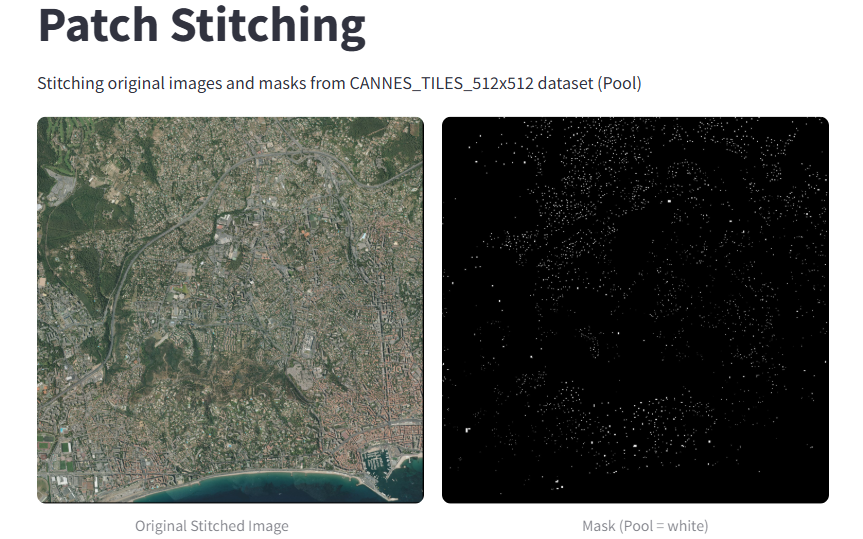 Patch Stitching
Stitching original images and masks from CANNES_TILES_512x512 dataset (Pool)
Original Stitched Image
Mask (Pool = white)